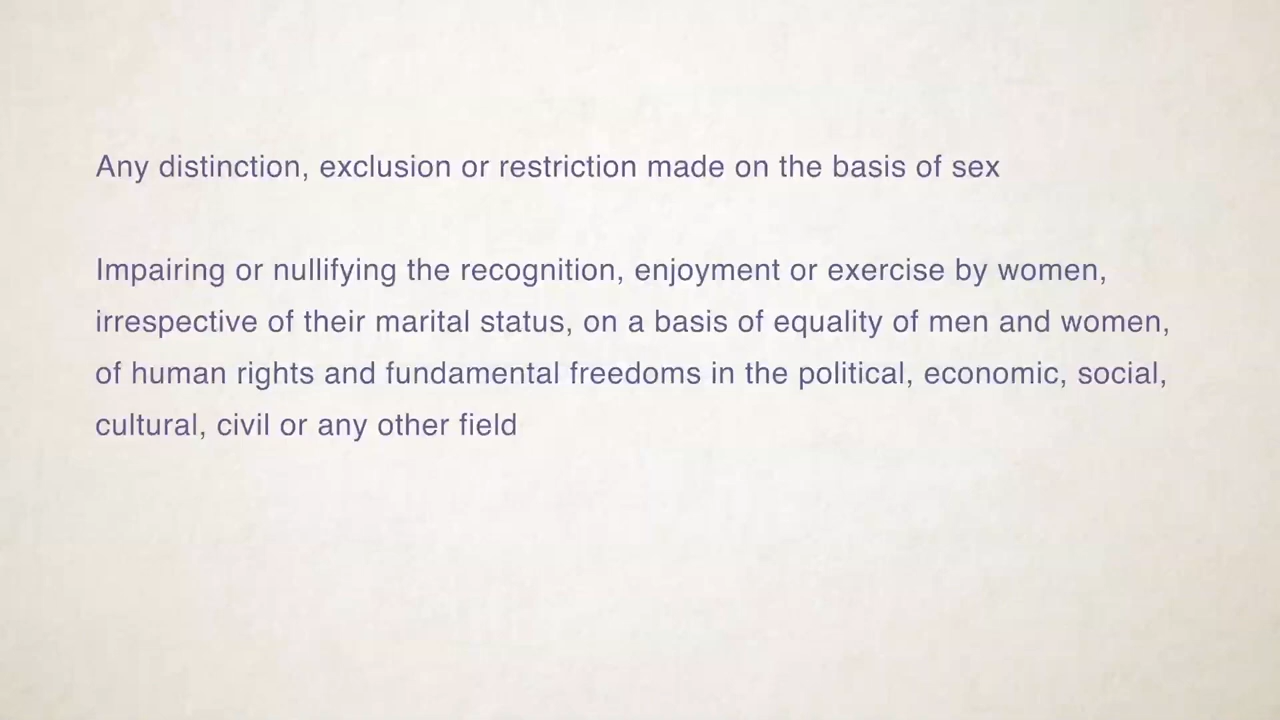 Any distinction, exclusion or restriction made on the basis of sex
Impairing or nullifying the recognition, enjoyment or exercise by women,
irrespective of their marital status, on a basis of equality of men and women,
of human rights and fundamental freedoms in the political, economic, social,
cultural, civil or any other field